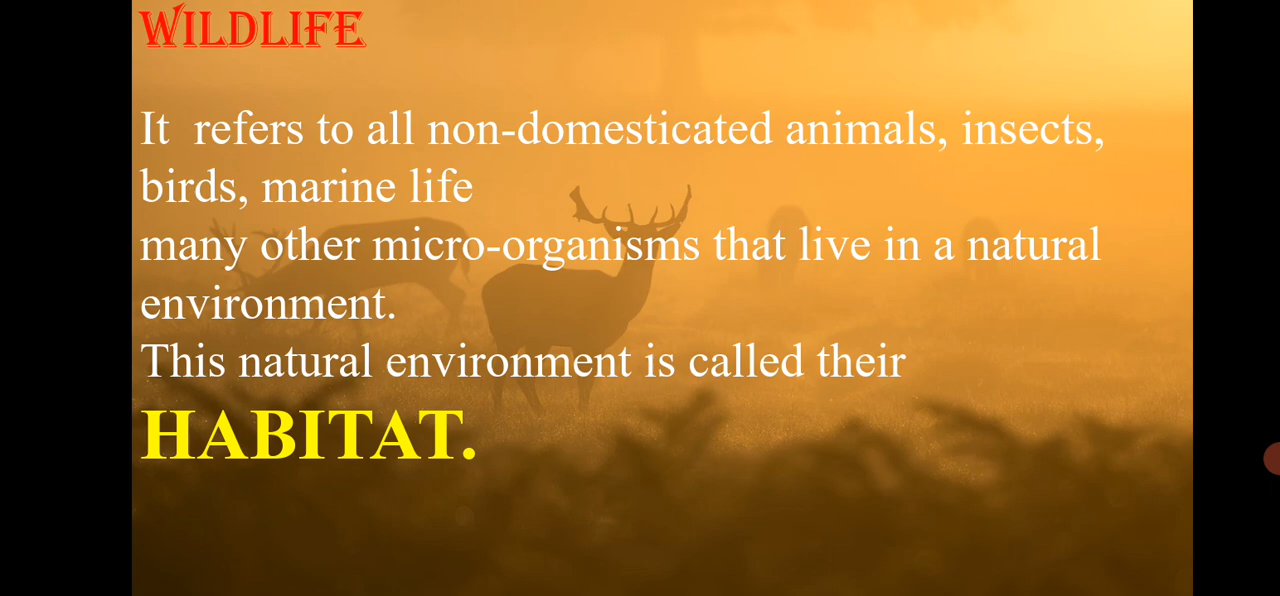 WILDLIFE
It refers to all non-domesticated animals, insects,
birds, marine life
many other micro-organisms that live in a natural
environment.
This natural environment is called their
HABITAT.